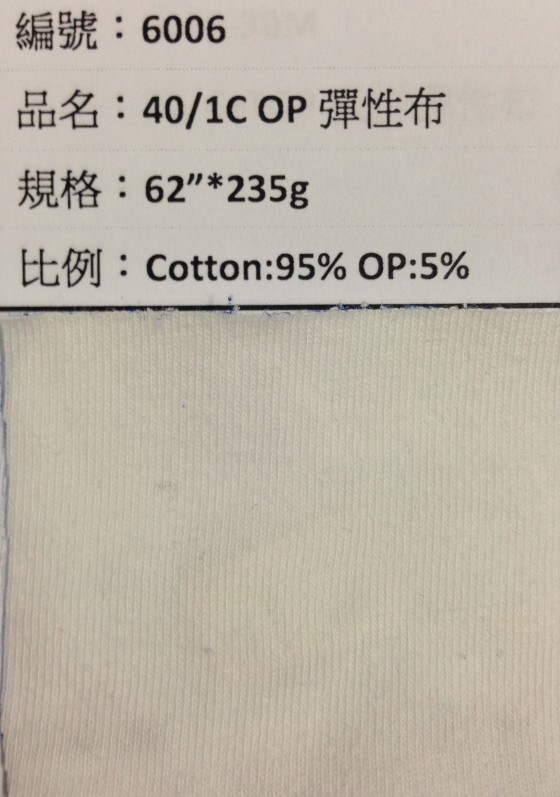 編號：6006
品名：40/1C OP 彈性布
規格：62”*235g
比例：Cotton:95% OP:5%